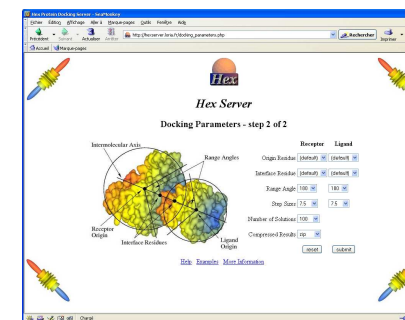 Hex Protein Docking Server - SeaMonkey
Fichier Edition Affichage Aller à Marque-pages Outils Fenêtre Aide
Précédent Suivant Actualiser Arrêter http://hexserver.loria.fr/docking_parameters.php Rechercher Imprimer
Accueil Marque-pages
Hex
Hex Server
Docking Parameters - step 2 of 2
Intermolecular Axis
Range Angles
Receptor Origin
Interface Residues
Ligand Origin
Receptor Ligand
Origin Residue (default) (default)
Interface Residue (default) (default)
Range Angle 180 180
Step Sizes 7.5 7.5
Number of Solutions 100
Compressed Results zip
reset submit
Help Examples More Information